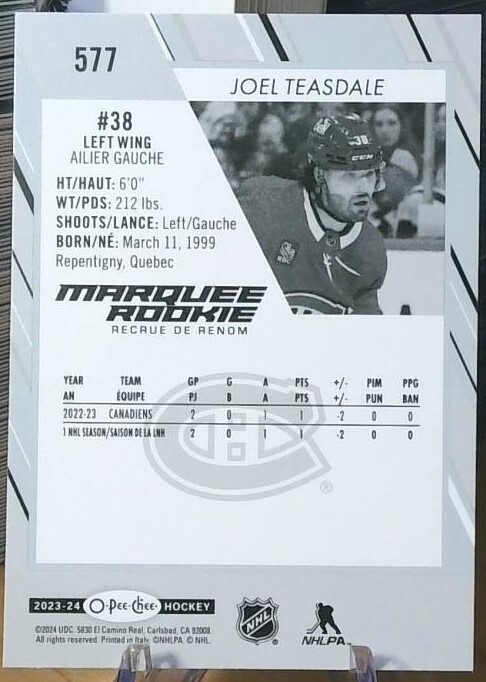 577
JOEL TEASDALE
#38
LEFT WING
AILIER GAUCHE
HT/HAUT: 6'0"
WT/PDS: 212 lbs.
SHOOTS/LANCE: Left/Gauche
BORN/NÉ: March 11, 1999
Repentigny, Quebec
38
CCM
MARQUEE
ROOKIE
RECRUE DE RENOM
YEAR TEAM GP G A PTS +/- PIM PPG
AN ÉQUIPE PJ B A PTS +/- PUN BAN
2022-23 CANADIENS 2 0 1 1 -2 0 0
1 NHL SEASON/SAISON DE LA LNH 2 0 1 1 -2 0 0
®
2023-24 O-Pee-Chee HOCKEY
©2024 UDC. 5830 El Camino Real, Carlsbad, CA 92008.
All rights reserved. Printed in Italy. ©NHLPA. © NHL.
NHL
NHLPA